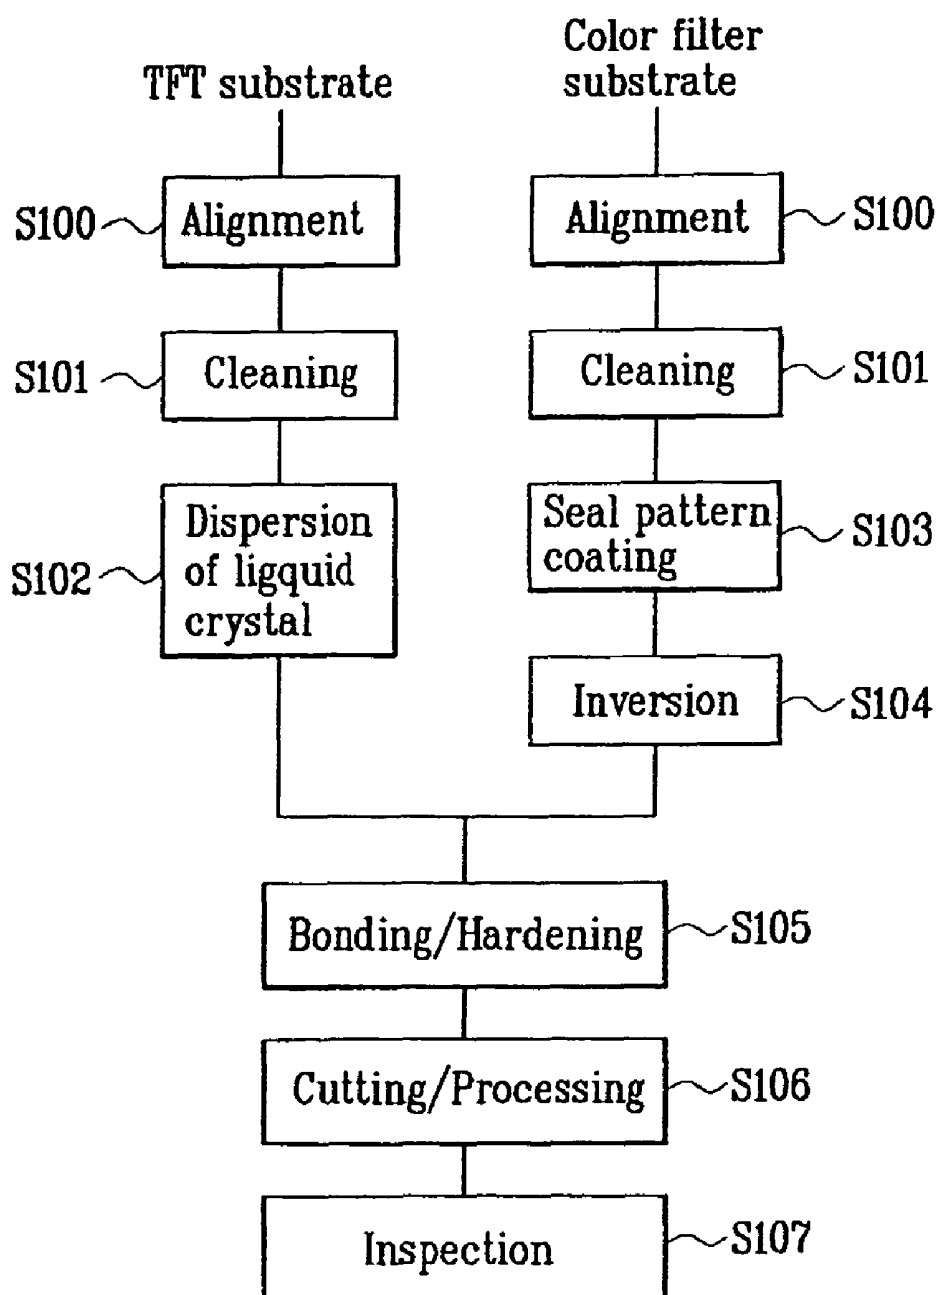 TFT substrate
Color filter
substrate
S100
Alignment
Alignment
S100
S101
Cleaning
Cleaning
S101
S102
Dispersion
of ligquid
crystal
Seal pattern
coating
S103
Inversion
S104
Bonding/Hardening
S105
Cutting/Processing
S106
Inspection
S107